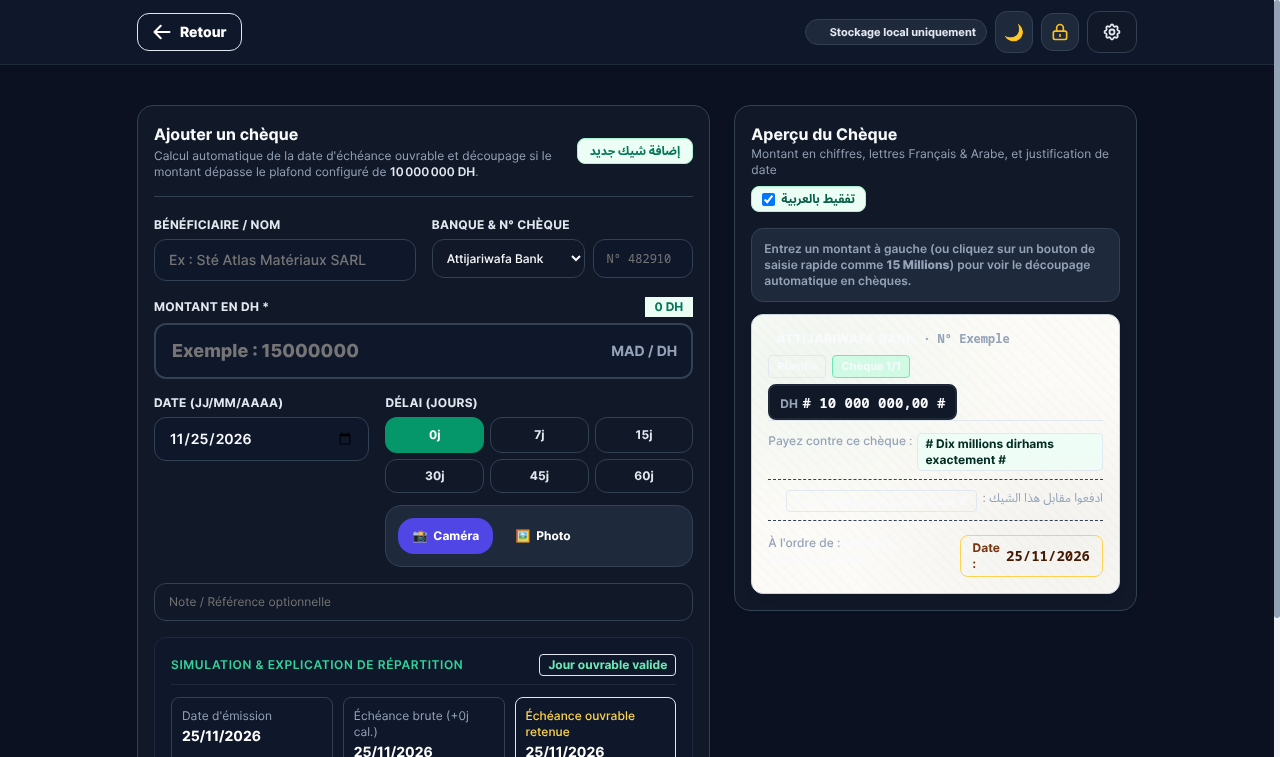 Retour
Stockage local uniquement
Ajouter un chèque
Calcul automatique de la date d'échéance ouvrable et découpage si le
montant dépasse le plafond configuré de 10 000 000 DH.
إضافة شيك جديد
BÉNÉFICIAIRE / NOM
BANQUE & N° CHÈQUE
Ex : Sté Atlas Matériaux SARL
Attijariwafa Bank
N° 482910
MONTANT EN DH *
0 DH
Exemple : 15000000
MAD / DH
DATE (JJ/MM/AAAA)
DÉLAI (JOURS)
11/25/2026
0j
7j
15j
30j
45j
60j
📸 Caméra
🖼️ Photo
Note / Référence optionnelle
SIMULATION & EXPLICATION DE RÉPARTITION
Jour ouvrable valide
Date d'émission
25/11/2026
Échéance brute (+0j
cal.)
25/11/2026
Échéance ouvrable
retenue
25/11/2026
Aperçu du Chèque
Montant en chiffres, lettres Français & Arabe, et justification de
date
تفقيط بالعربية
Entrez un montant à gauche (ou cliquez sur un bouton de
saisie rapide comme 15 Millions) pour voir le découpage
automatique en chèques.
ATTIJARIWAFA BANK · N° Exemple
Chèque 1/1
DH # 10 000 000,00 #
Payez contre ce chèque :
# Dix millions dirhams
exactement #
ادفعوا مقابل هذا الشيك :
À l'ordre de :
Date
:
25/11/2026